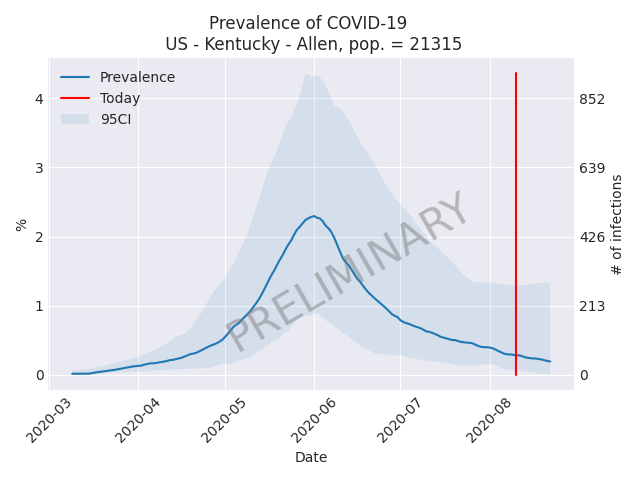 Prevalence of COVID-19
US - Kentucky - Allen, pop. = 21315
Prevalence
Today
95CI
4
3
2
1
0
%
852
639
426
213
0
# of infections
PRELIMINARY
2020-03
2020-04
2020-05
2020-06
2020-07
2020-08
Date